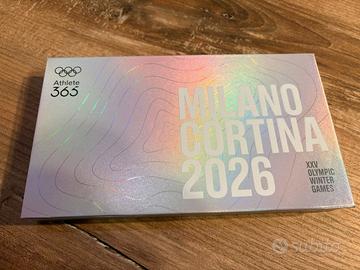 Athlete
365
MILANO
CORTINA
2026
XXV
OLYMPIC
WINTER
GAMES
subito